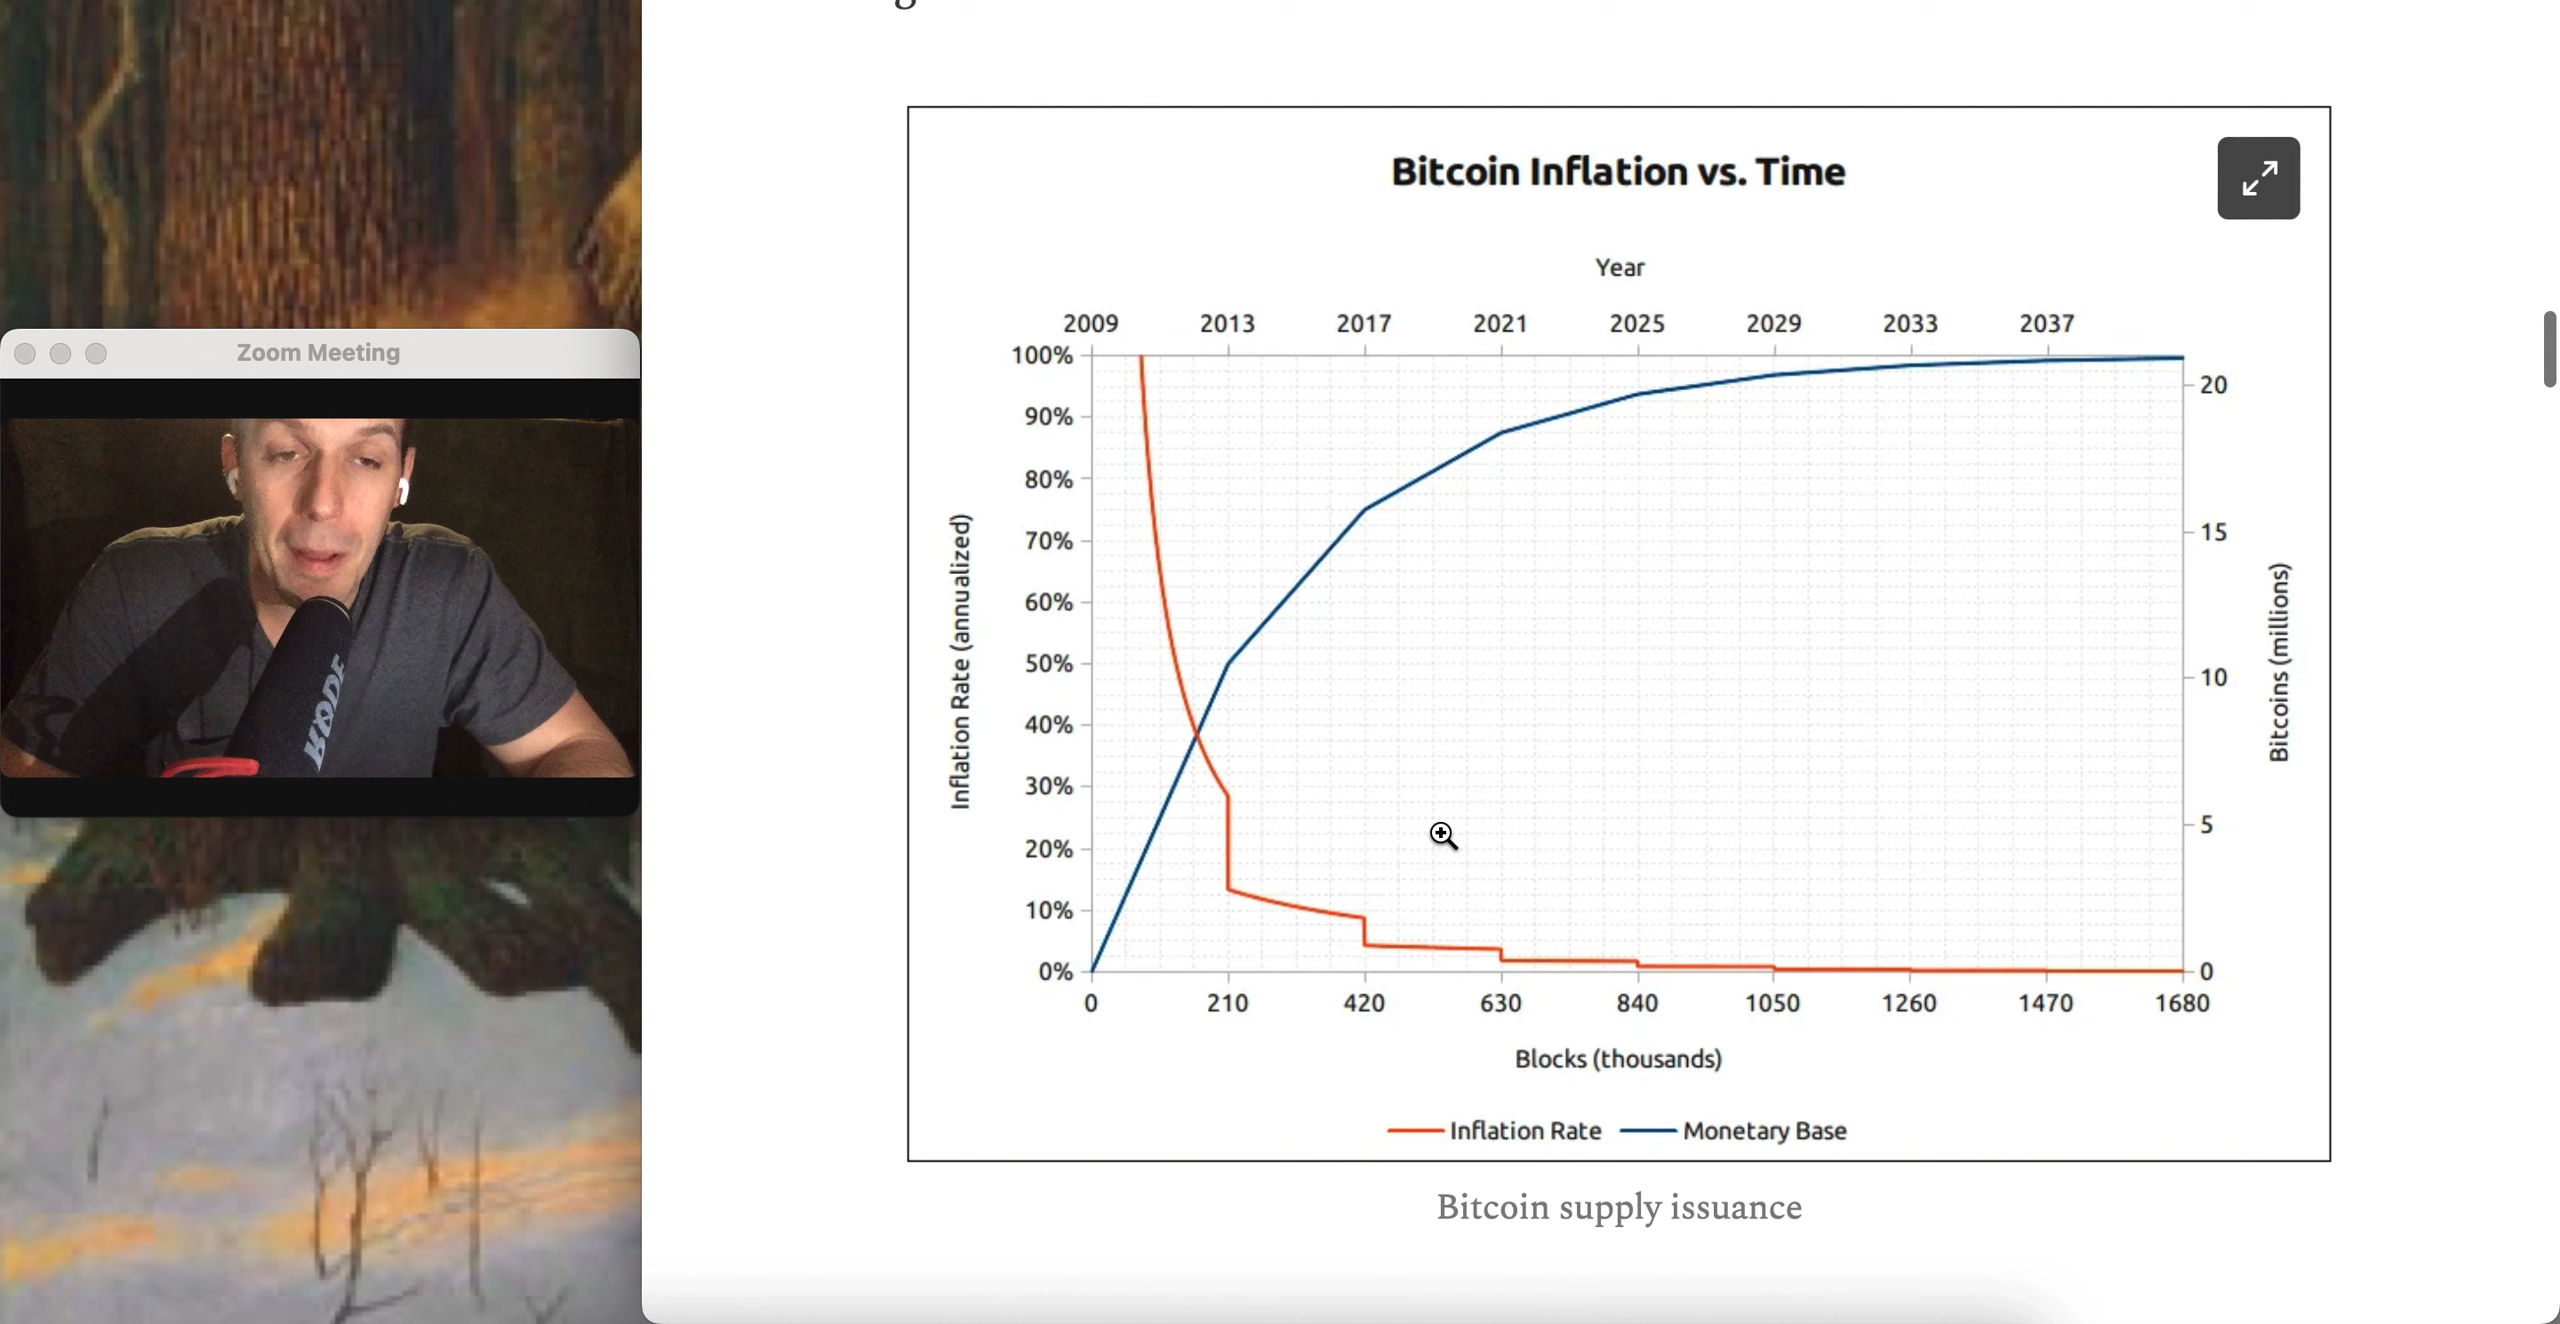 Zoom Meeting
RODE
Bitcoin Inflation vs. Time
Year
2009 2013 2017 2021 2025 2029 2033 2037
100%
90%
80%
70%
60%
50%
40%
30%
20%
10%
0%
Inflation Rate (annualized)
20
15
10
5
0
Bitcoins (millions)
0 210 420 630 840 1050 1260 1470 1680
Blocks (thousands)
Inflation Rate Monetary Base
Bitcoin supply issuance